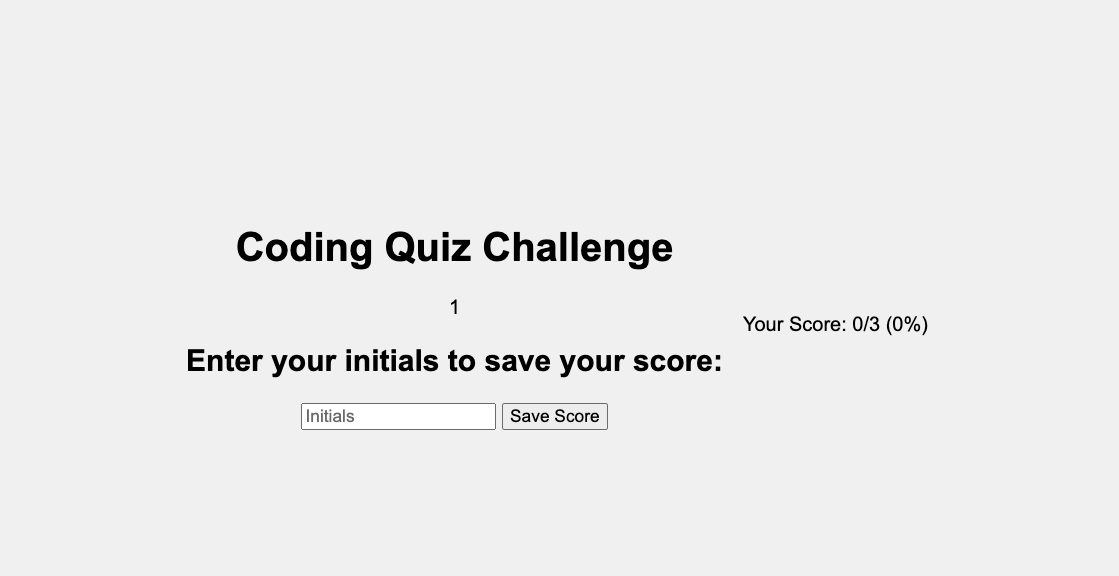 Coding Quiz Challenge
1
Your Score: 0/3 (0%)
Enter your initials to save your score:
Initials Save Score